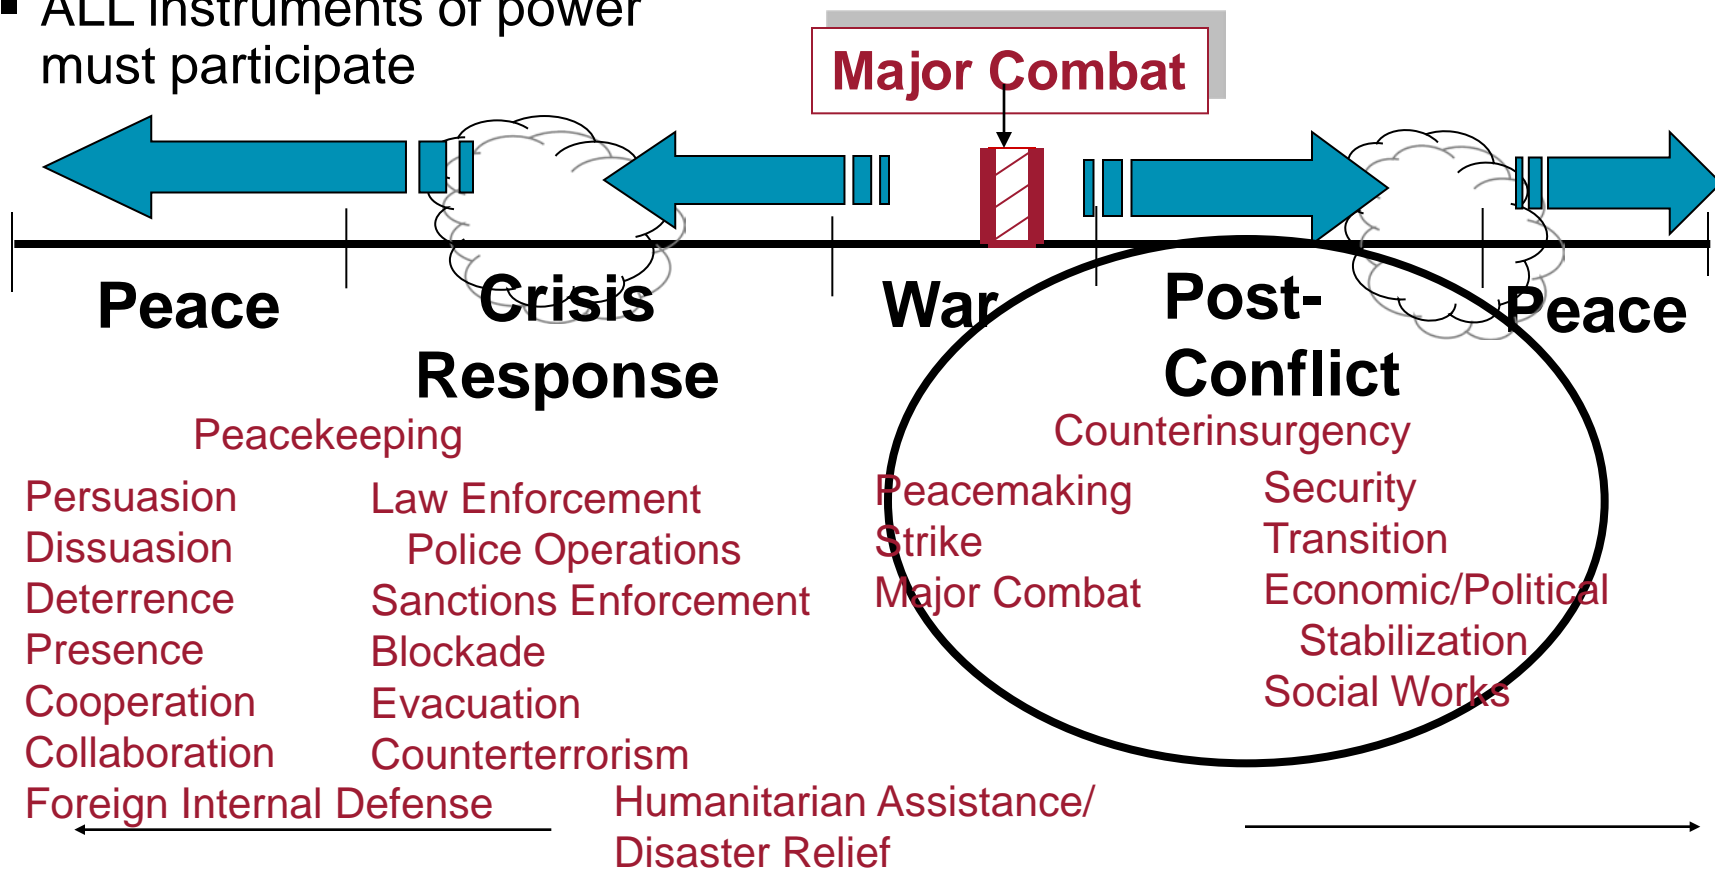 ALL instruments of power
must participate
Major Combat
Peace
Crisis
Response
War
Post-
Conflict
Peace
Peacekeeping
Persuasion
Dissuasion
Deterrence
Presence
Cooperation
Collaboration
Foreign Internal Defense
Law Enforcement
Police Operations
Sanctions Enforcement
Blockade
Evacuation
Counterterrorism
Humanitarian Assistance/
Disaster Relief
Counterinsurgency
Peacemaking
Strike
Major Combat
Security
Transition
Economic/Political
Stabilization
Social Works